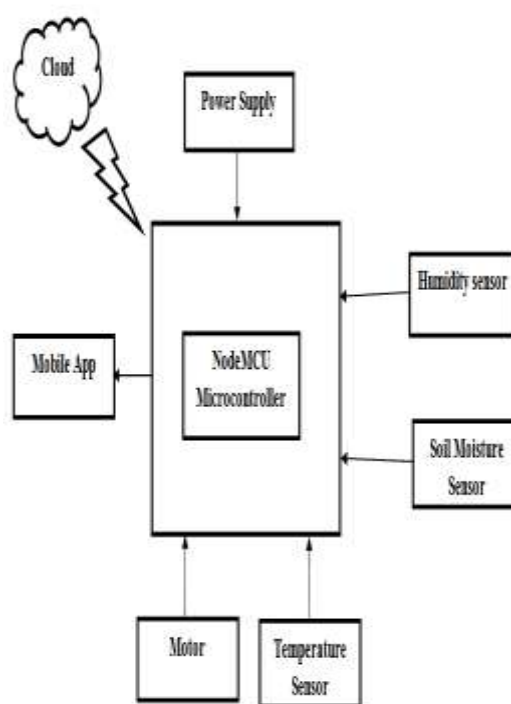 Cloud
Power Supply
Humidity sensor
NodeMCU
Microcontroller
Mobile App
Soil Moisture
Sensor
Motor
Temperature
Sensor